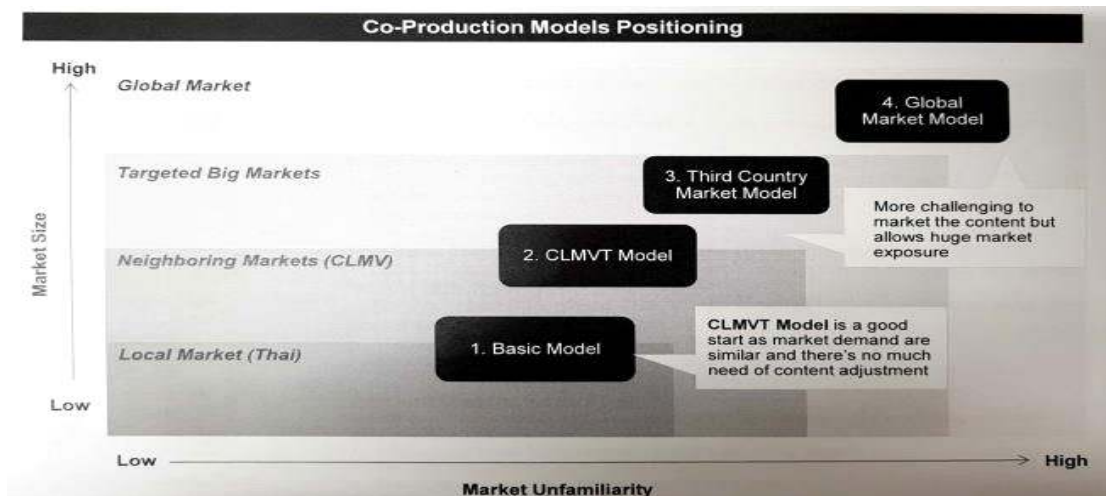 Co-Production Models Positioning
High
Global Market
4. Global
Market Model
Targeted Big Markets
3. Third Country
Market Model
More challenging to
market the content but
allows huge market
exposure
Market Size
Neighboring Markets (CLMV)
2. CLMVT Model
CLMVT Model is a good
start as market demand are
similar and there's no much
need of content adjustment
Local Market (Thai)
1. Basic Model
Low
Low
High
Market Unfamiliarity